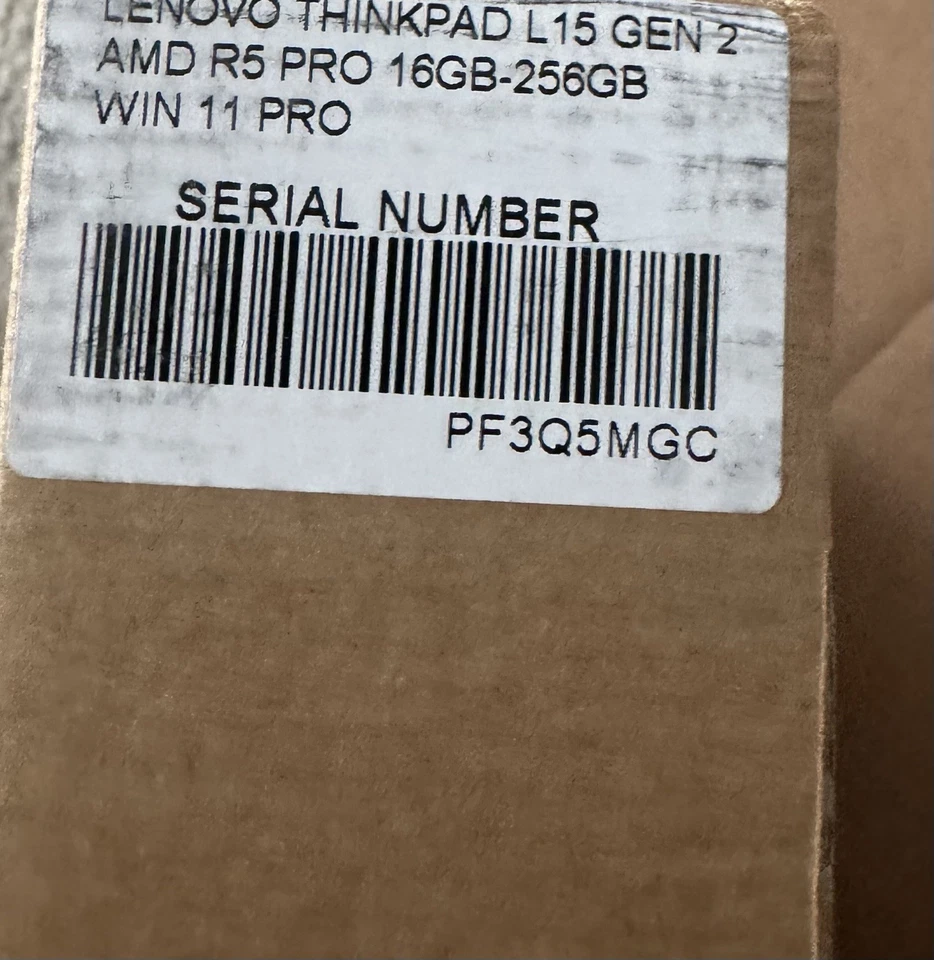 LENOVO THINKPAD L15 GEN 2
AMD R5 PRO 16GB-256GB
WIN 11 PRO
SERIAL NUMBER
PF3Q5MGC